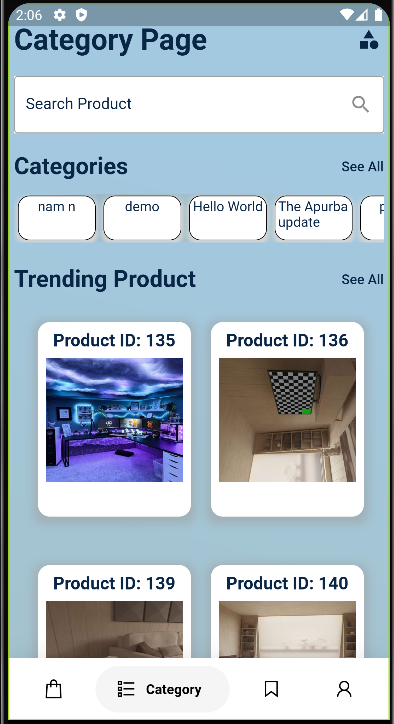 2:06
Category Page
Search Product
Categories
See All
nam n
demo
Hello World
The Apurba
update
Trending Product
See All
Product ID: 135
Product ID: 136
Product ID: 139
Product ID: 140
Category